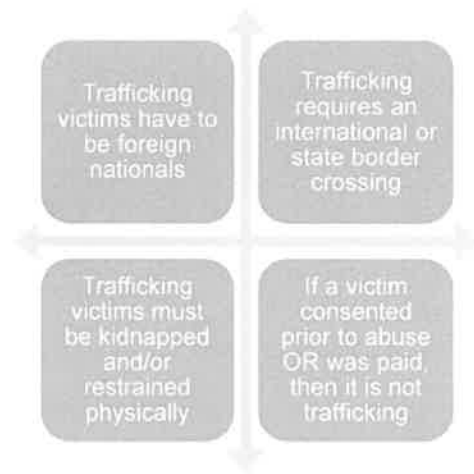 Trafficking
victims have to
be foreign
nationals
Trafficking
requires an
international or
state border
crossing
Trafficking
victims must
be kidnapped
and/or
restrained
physically
If a victim
consented
prior to abuse
OR was paid,
then it is not
trafficking